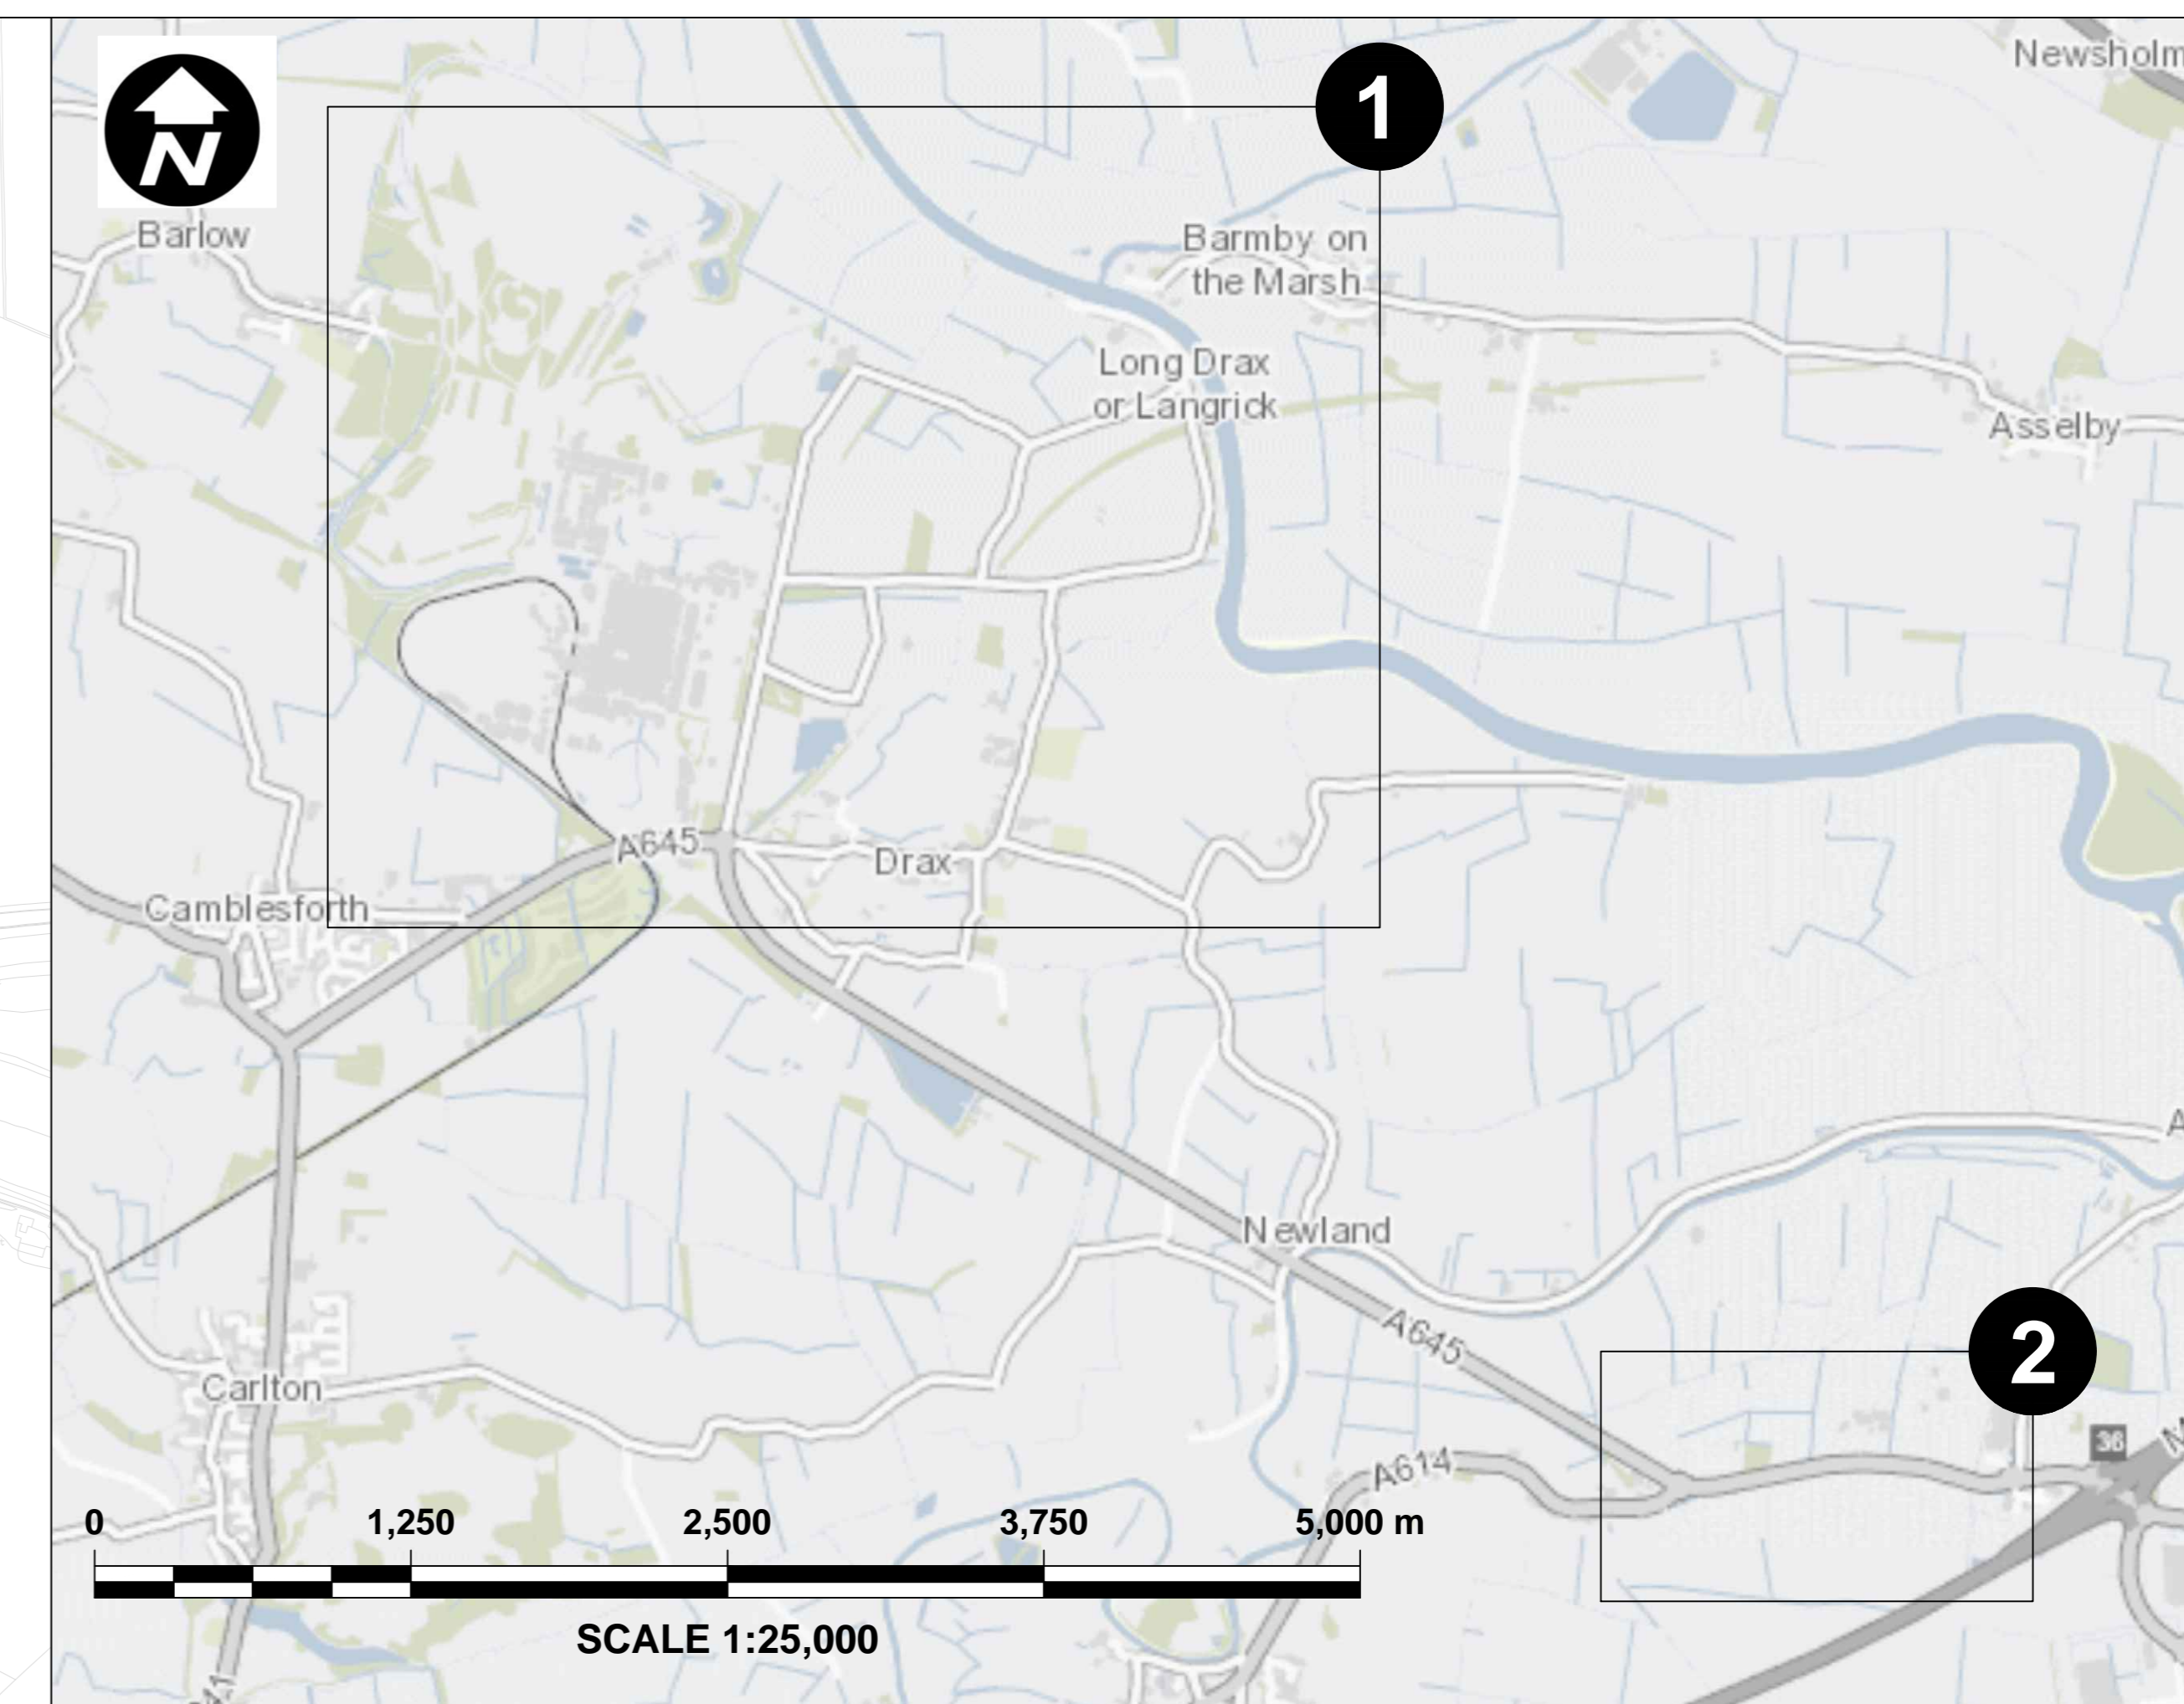 Newsholm
1
N
Barlow
Barmby on
the Marsh
Long Drax
or Langrick
Asselby
A645
Drax
Camblesforth
Newland
A645
2
Carlton
36
A614
0 1,250 2,500 3,750 5,000 m
SCALE 1:25,000